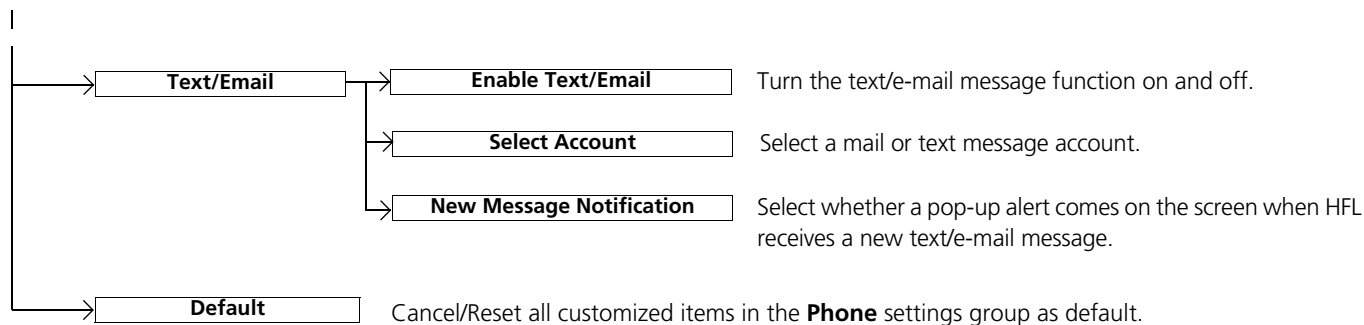 Text/Email
Enable Text/Email
Turn the text/e-mail message function on and off.
Select Account
Select a mail or text message account.
New Message Notification
Select whether a pop-up alert comes on the screen when HFL
receives a new text/e-mail message.
Default
Cancel/Reset all customized items in the Phone settings group as default.